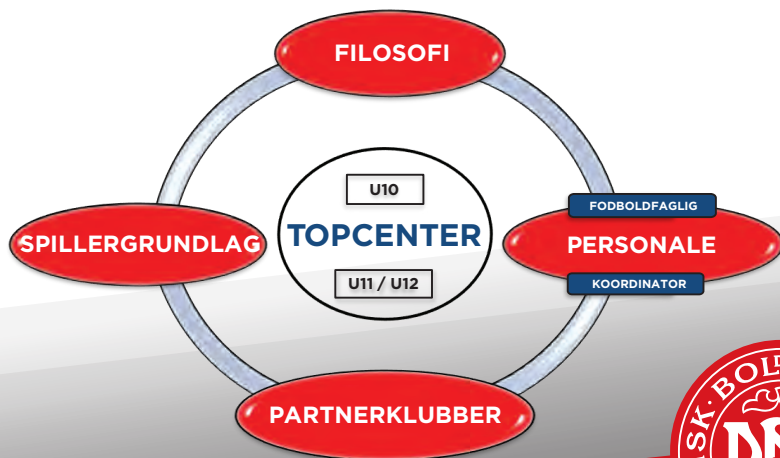 FILOSOFI
U10
FODBOLDFAGLIG
SPILLERGRUNDLAG
TOPCENTER
PERSONALE
U11 / U12
KOORDINATOR
PARTNERKLUBBER